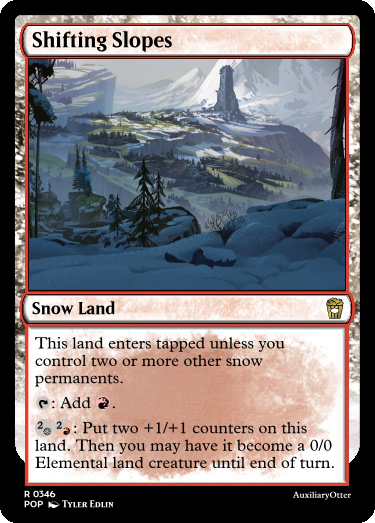 Shifting Slopes
Snow Land
This land enters tapped unless you
control two or more other snow
permanents.
: Add .
2 2 : Put two +1/+1 counters on this
land. Then you may have it become a 0/0
Elemental land creature until end of turn.
R 0346
POP Tyler Edlin
AuxiliaryOtter